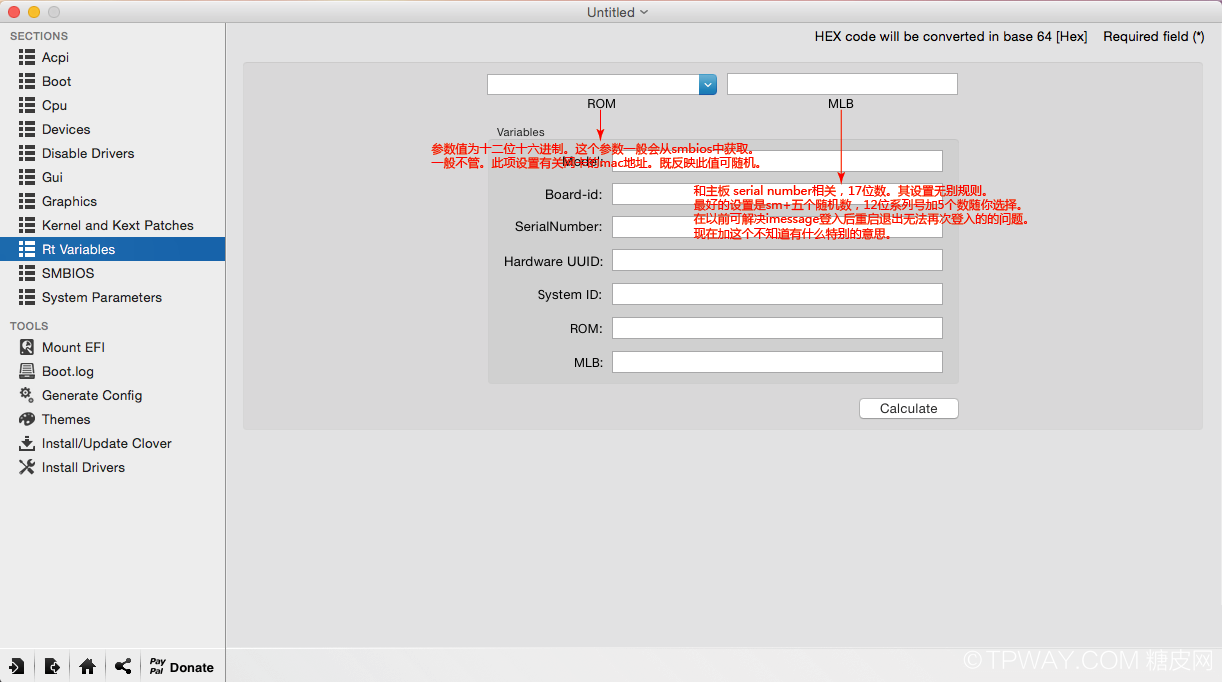 Untitled
SECTIONS
Acpi
Boot
Cpu
Devices
Disable Drivers
Gui
Graphics
Kernel and Kext Patches
Rt Variables
SMBIOS
System Parameters
TOOLS
Mount EFI
Boot.log
Generate Config
Themes
Install/Update Clover
Install Drivers
Pay
Pal
Donate
HEX code will be converted in base 64 [Hex] Required field (*)
ROM
MLB
Variables
参数值为十二位十六进制。这个参数一般会从smbios中获取。
一般不管。此项设置有关 mac地址。既反映此值可随机。
Model:
和主板 serial number相关，17位数。其设置无别规则。
最好的设置是sm+五个随机数，12位系列号加5个数随你选择。
在以前可解决imessage登入后重启退出无法再次登入的的问题。
现在加这个不知道有什么特别的意思。
Board-id:
SerialNumber:
Hardware UUID:
System ID:
ROM:
MLB:
Calculate
©TPWAY.COM 糖皮网